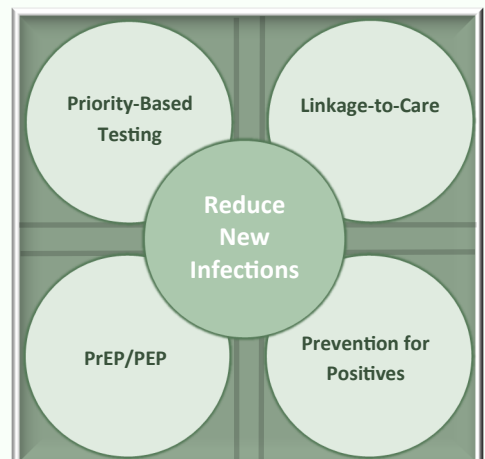 Priority-Based
Testing
Linkage-to-Care
Reduce
New
Infections
PrEP/PEP
Prevention for
Positives